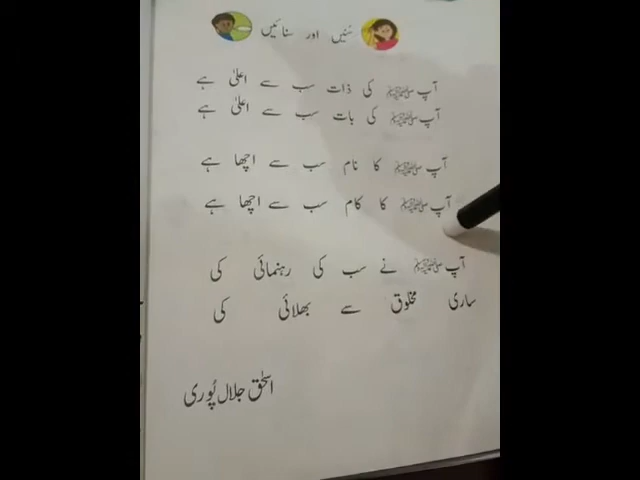 سنیں اور سنائیں
آپ ﷺ کی ذات سب سے اعلیٰ ہے
آپ ﷺ کی بات سب سے اعلیٰ ہے
آپ ﷺ کا نام سب سے اچھا ہے
آپ ﷺ کا کام سب سے اچھا ہے
آپ ﷺ نے سب کی رہنمائی کی
ساری مخلوق سے بھلائی کی
اسحٰق جلال پُوری